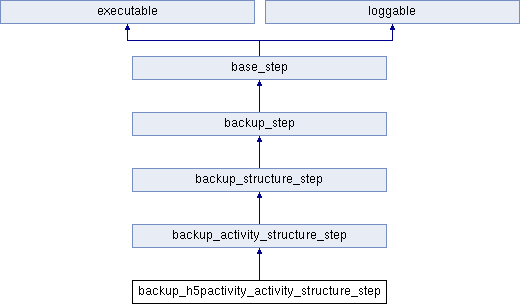 executable
loggable
base_step
backup_step
backup_structure_step
backup_activity_structure_step
backup_h5pactivity_activity_structure_step